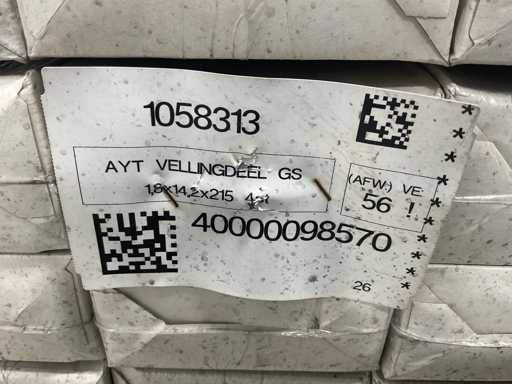 1058313
AYT VELLINGDEEL GS
1,8x14,2x215
(AFW.) VE:
56 !
40000098570
26
* * * * * * * * *